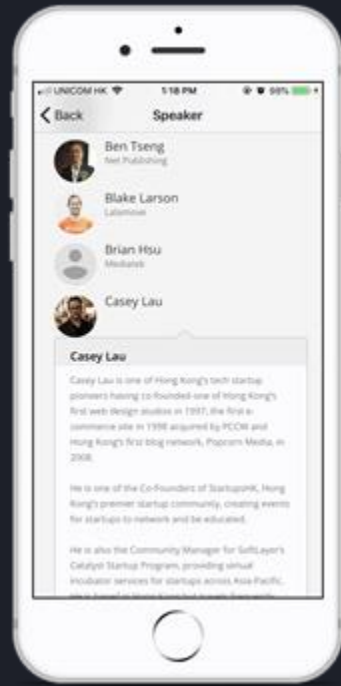 UNICOM HK 1:18 PM 98%
Back Speaker
Ben Tseng
Net Publishing
Blake Larson
Lalamove
Brian Hsu
Casey Lau
Casey Lau
Casey Lau is one of Hong Kong's tech startup
pioneers having co-founded one of Hong Kong's
first web design studios in 1997, the first e-
commerce site in 1998 acquired by PCCW and
Hong Kong's first blog network, Popcorn Media, in
2008.
He is one of the Co-Founders of StartupsHK, Hong
Kong's premier startup community, creating events
for startups to network and be educated.
He is also the Community Manager for SoftLayer's
Catalyst Startup Program, providing virtual
incubator services for startups across Asia-Pacific.